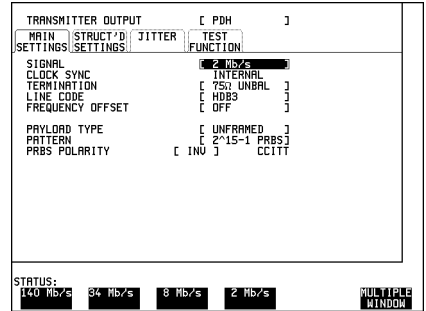 TRANSMITTER OUTPUT [ PDH ]
MAIN SETTINGS STRUCT'D SETTINGS JITTER TEST FUNCTION
SIGNAL [ 2 Mb/s ]
CLOCK SYNC INTERNAL
TERMINATION [ 75Ω UNBAL ]
LINE CODE [ HDB3 ]
FREQUENCY OFFSET [ OFF ]
PAYLOAD TYPE [ UNFRAMED ]
PATTERN [ 2^15-1 PRBS]
PRBS POLARITY [ INV ] CCITT
STATUS:
140 Mb/s 34 Mb/s 8 Mb/s 2 Mb/s MULTIPLE WINDOW